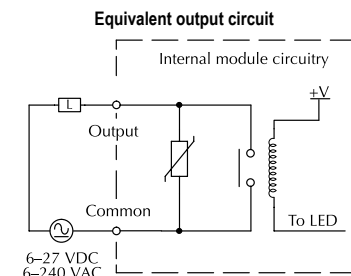 Equivalent output circuit
Internal module circuitry
+V
L
Output
Common
To LED
6–27 VDC
6–240 VAC